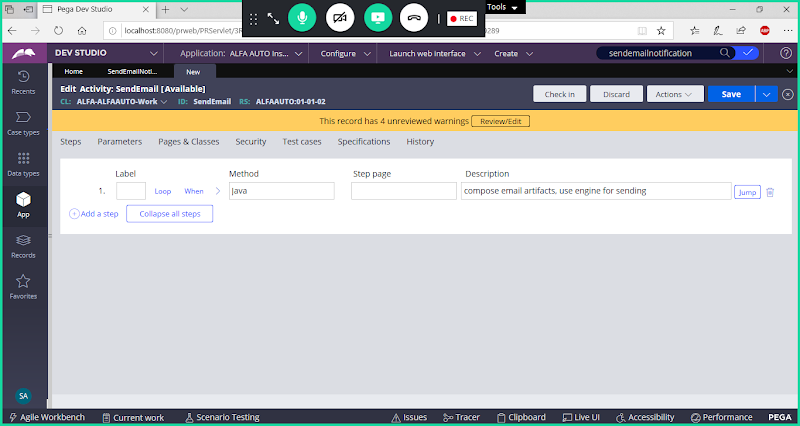 Pega Dev Studio
Tools
REC
localhost:8080/prweb/PRServlet/3R
0289
DEV STUDIO
Application: ALFA AUTO Ins...
Configure
Launch web interface
Create
sendemailnotification
Home
SendEmailNoti...
New
Recents
Case types
Data types
App
Records
Favorites
SA
Edit Activity: SendEmail [Available]
CL: ALFA-ALFAAUTO-Work ID: SendEmail RS: ALFAAUTO:01-01-02
Check in
Discard
Actions
Save
This record has 4 unreviewed warnings Review/Edit
Steps Parameters Pages & Classes Security Test cases Specifications History
Label Method Step page Description
1. Loop When Java compose email artifacts, use engine for sending Jump
Add a step Collapse all steps
Agile Workbench Current work Scenario Testing Issues Tracer Clipboard Live UI Accessibility Performance PEGA